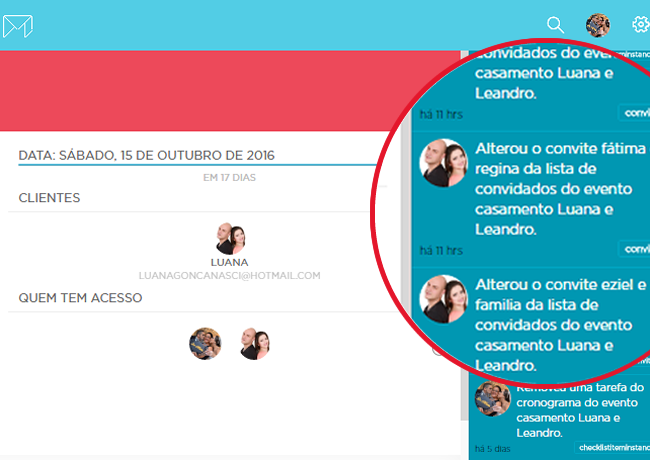 DATA: SÁBADO, 15 DE OUTUBRO DE 2016
EM 17 DIAS
CLIENTES
LUANA
LUANAGONCANASCI@HOTMAIL.COM
QUEM TEM ACESSO
convidados do evento
casamento Luana e
Leandro.
há 11 hrs
Alterou o convite fátima
regina da lista de
convidados do evento
casamento Luana e
Leandro.
há 11 hrs
Alterou o convite eziel e
familia da lista de
convidados do evento
casamento Luana e
Leandro.
Removeu uma tarefa do
cronograma do evento
casamento Luana e
Leandro.
há 5 dias
checklistiteminstanc